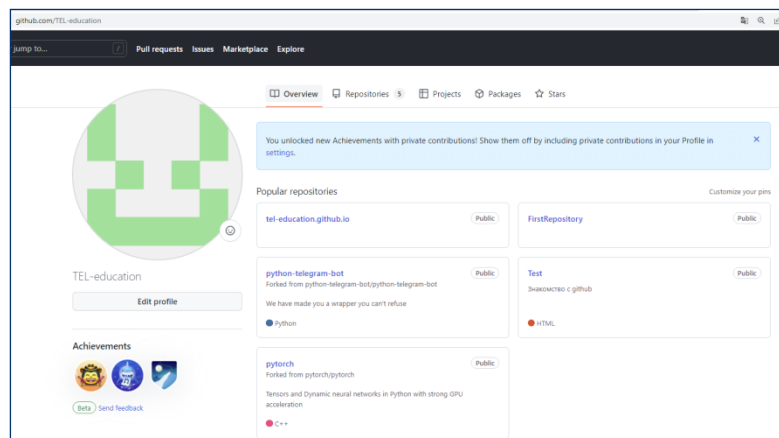 github.com/TEL-education
jump to... /
Pull requests Issues Marketplace Explore
Overview Repositories 5 Projects Packages Stars
You unlocked new Achievements with private contributions! Show them off by including private contributions in your Profile in
settings.
Popular repositories
Customize your pins
tel-education.github.io Public
FirstRepository Public
TEL-education
Edit profile
python-telegram-bot Public
Forked from python-telegram-bot/python-telegram-bot
We have made you a wrapper you can't refuse
Python
Test Public
Знакомство с github
HTML
Achievements
Beta Send feedback
pytorch Public
Forked from pytorch/pytorch
Tensors and Dynamic neural networks in Python with strong GPU
acceleration
C++